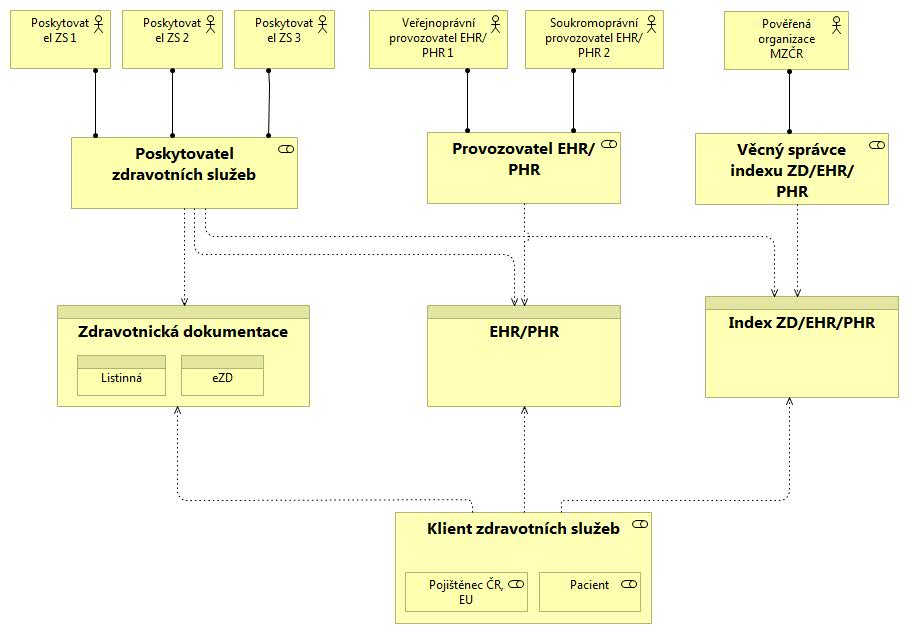 Poskytovat
el ZS 1
Poskytovat
el ZS 2
Poskytovat
el ZS 3
Veřejnoprávní
provozovatel EHR/
PHR 1
Soukromoprávní
provozovatel EHR/
PHR 2
Pověřená
organizace
MZČR
Poskytovatel
zdravotních služeb
Provozovatel EHR/
PHR
Věcný správce
indexu ZD/EHR/
PHR
Zdravotnická dokumentace
Listinná
eZD
EHR/PHR
Index ZD/EHR/PHR
Klient zdravotních služeb
Pojištěnec ČR,
EU
Pacient